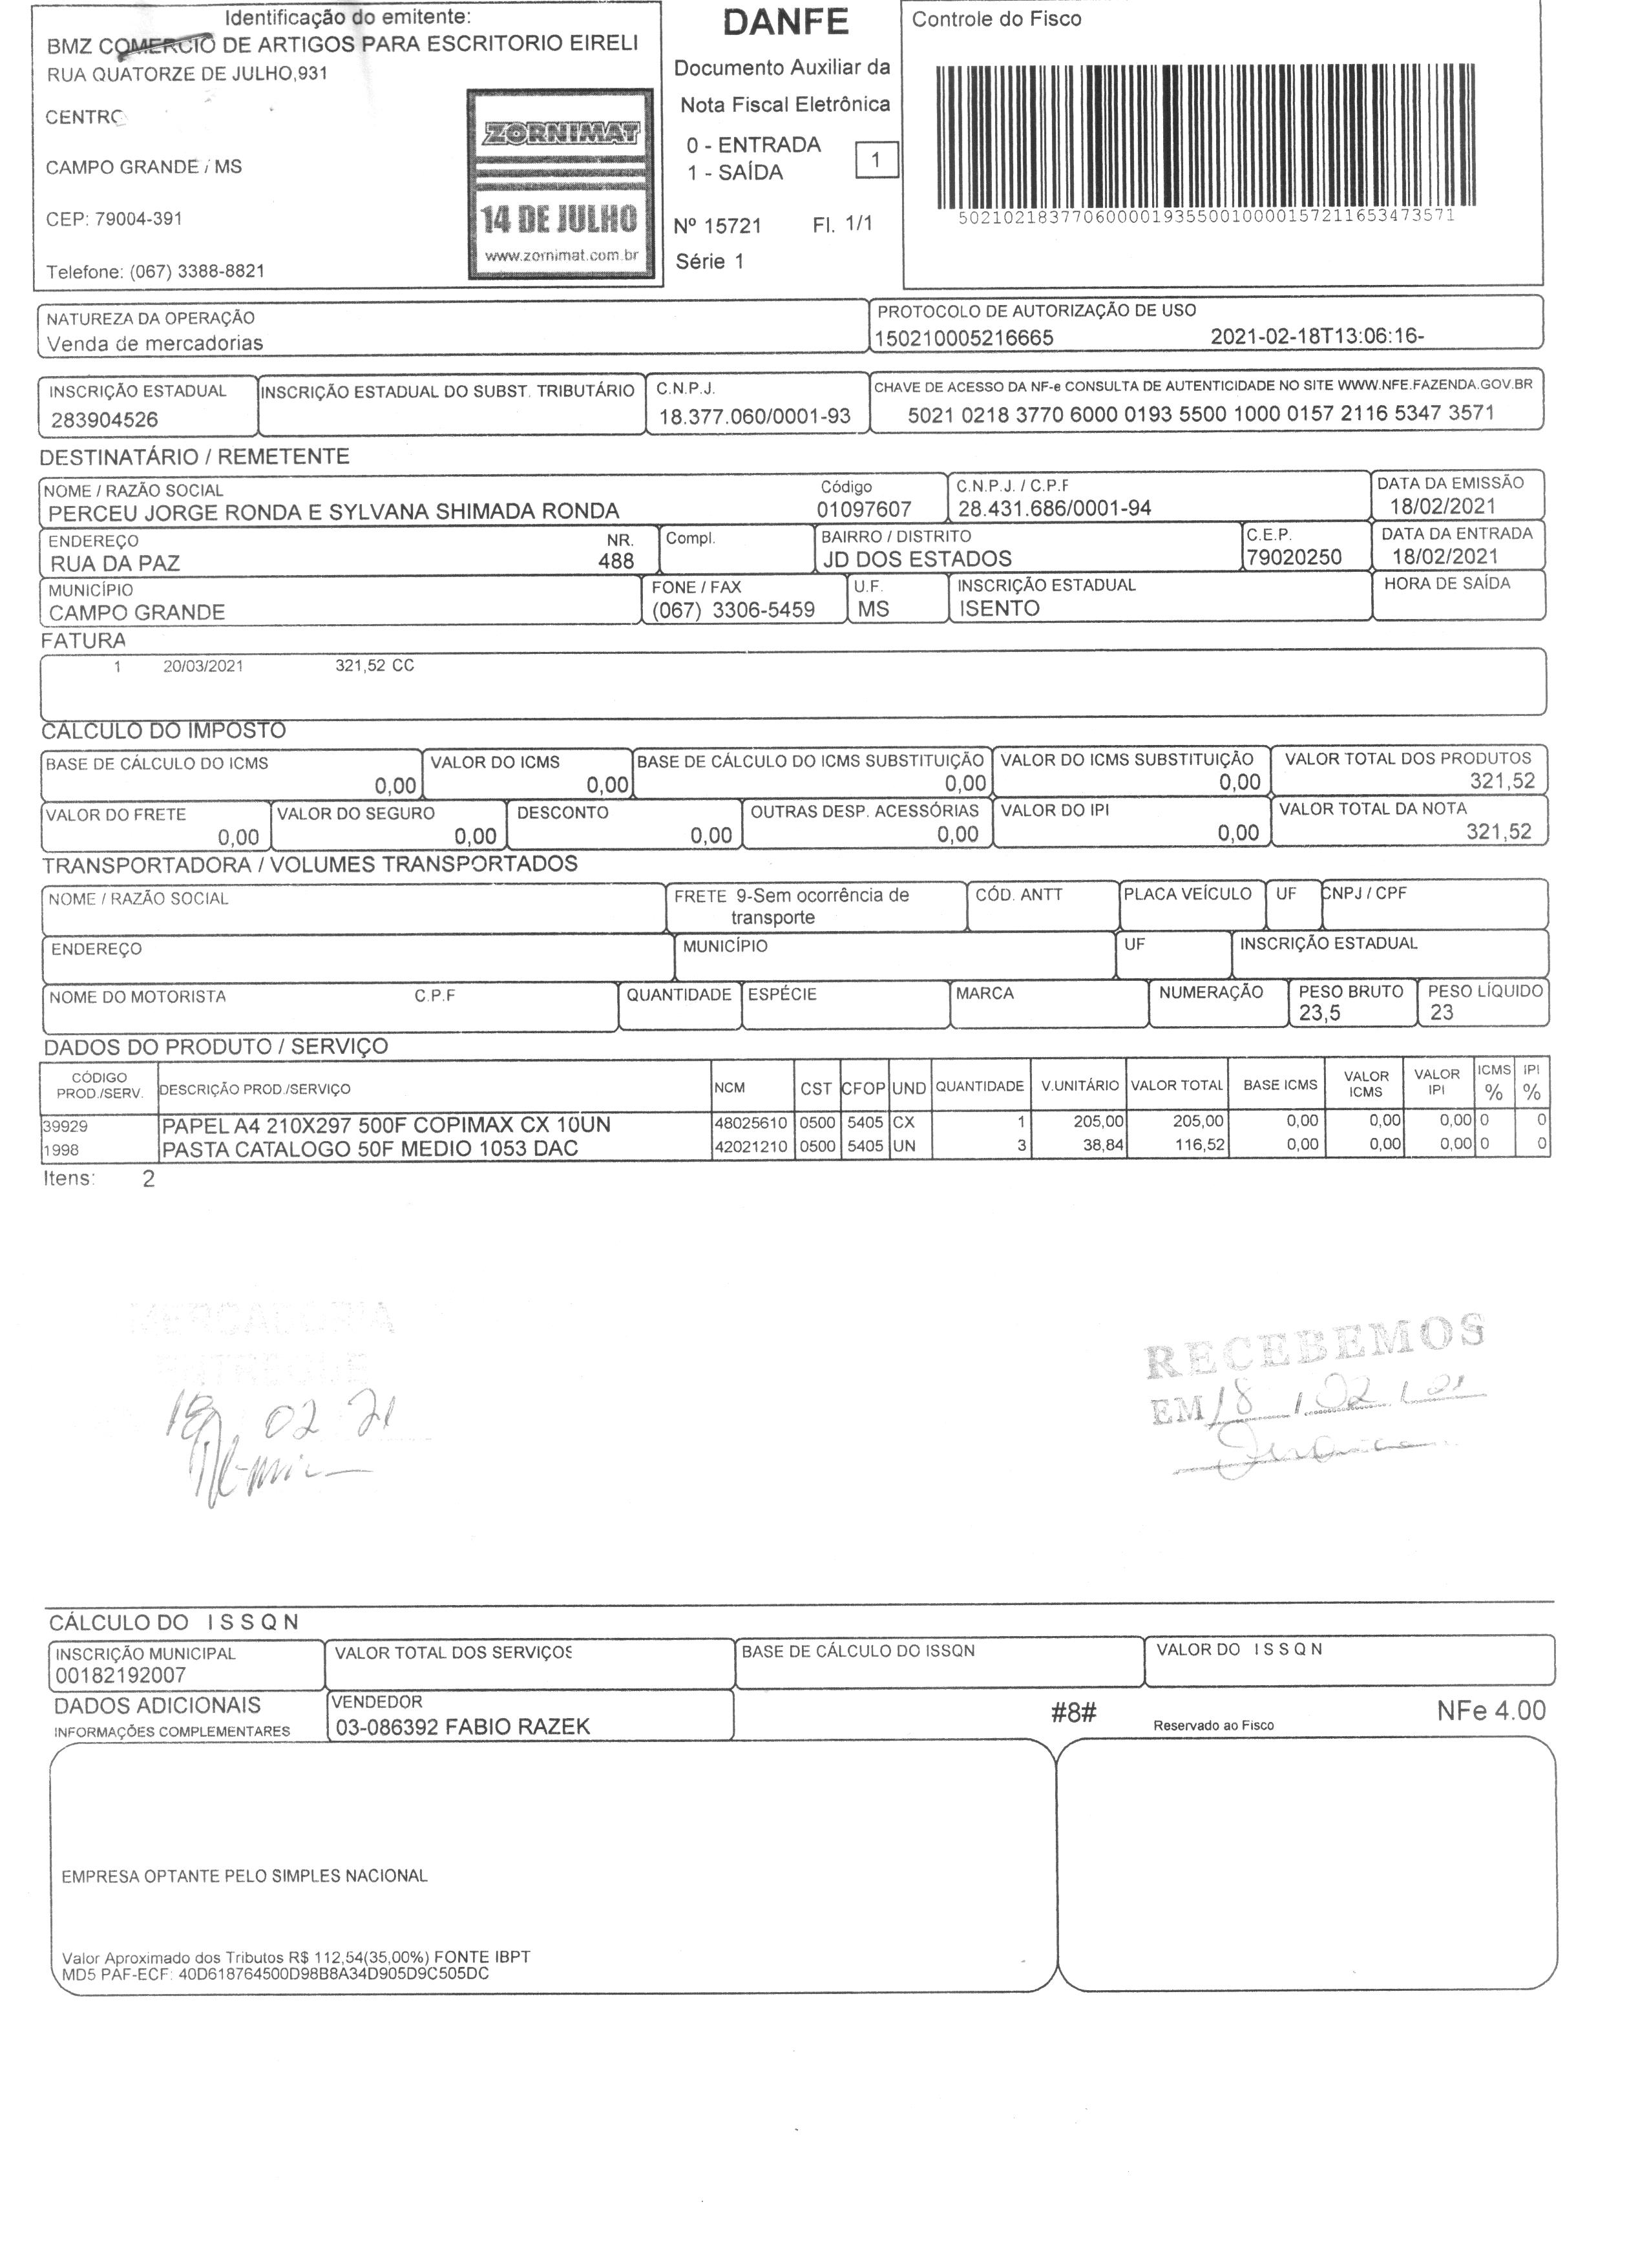 Identificação do emitente:
BMZ COMERCIO DE ARTIGOS PARA ESCRITORIO EIRELI
RUA QUATORZE DE JULHO,931
CENTRO
CAMPO GRANDE / MS
CEP: 79004-391
Telefone: (067) 3388-8821
ZORNIMAT
14 DE JULHO
www.zornimat.com.br
DANFE
Documento Auxiliar da
Nota Fiscal Eletrônica
0 - ENTRADA
1 - SAÍDA
1
Nº 15721 Fl. 1/1
Série 1
Controle do Fisco
50210218377060000193550010000157211653473571
NATUREZA DA OPERAÇÃO
Venda de mercadorias
PROTOCOLO DE AUTORIZAÇÃO DE USO
150210005216665 2021-02-18T13:06:16-
INSCRIÇÃO ESTADUAL
283904526
INSCRIÇÃO ESTADUAL DO SUBST. TRIBUTÁRIO
C.N.P.J.
18.377.060/0001-93
CHAVE DE ACESSO DA NF-e CONSULTA DE AUTENTICIDADE NO SITE WWW.NFE.FAZENDA.GOV.BR
5021 0218 3770 6000 0193 5500 1000 0157 2116 5347 3571
DESTINATÁRIO / REMETENTE
NOME / RAZÃO SOCIAL Código C.N.P.J. / C.P.F DATA DA EMISSÃO
PERCEU JORGE RONDA E SYLVANA SHIMADA RONDA 01097607 28.431.686/0001-94 18/02/2021
ENDEREÇO NR. Compl. BAIRRO / DISTRITO C.E.P. DATA DA ENTRADA
RUA DA PAZ 488 JD DOS ESTADOS 79020250 18/02/2021
MUNICÍPIO FONE / FAX U.F. INSCRIÇÃO ESTADUAL HORA DE SAÍDA
CAMPO GRANDE (067) 3306-5459 MS ISENTO
FATURA
1 20/03/2021 321,52 CC
CÁLCULO DO IMPOSTO
BASE DE CÁLCULO DO ICMS VALOR DO ICMS BASE DE CÁLCULO DO ICMS SUBSTITUIÇÃO VALOR DO ICMS SUBSTITUIÇÃO VALOR TOTAL DOS PRODUTOS
0,00 0,00 0,00 0,00 321,52
VALOR DO FRETE VALOR DO SEGURO DESCONTO OUTRAS DESP. ACESSÓRIAS VALOR DO IPI VALOR TOTAL DA NOTA
0,00 0,00 0,00 0,00 0,00 321,52
TRANSPORTADORA / VOLUMES TRANSPORTADOS
NOME / RAZÃO SOCIAL FRETE 9-Sem ocorrência de transporte CÓD. ANTT PLACA VEÍCULO UF CNPJ / CPF
ENDEREÇO MUNICÍPIO UF INSCRIÇÃO ESTADUAL
NOME DO MOTORISTA C.P.F QUANTIDADE ESPÉCIE MARCA NUMERAÇÃO PESO BRUTO PESO LÍQUIDO
23,5 23
DADOS DO PRODUTO / SERVIÇO
CÓDIGO PROD./SERV. DESCRIÇÃO PROD./SERVIÇO NCM CST CFOP UND QUANTIDADE V.UNITÁRIO VALOR TOTAL BASE ICMS VALOR ICMS VALOR IPI ICMS % IPI %
39929 PAPEL A4 210X297 500F COPIMAX CX 10UN 48025610 0500 5405 CX 1 205,00 205,00 0,00 0,00 0,00 0 0
1998 PASTA CATALOGO 50F MEDIO 1053 DAC 42021210 0500 5405 UN 3 38,84 116,52 0,00 0,00 0,00 0 0
Itens: 2
MERCADORIA
ENTREGUE
18 02 21
RECEBEMOS
EM 18 / 02 / 21
CÁLCULO DO I S S Q N
INSCRIÇÃO MUNICIPAL VALOR TOTAL DOS SERVIÇOS BASE DE CÁLCULO DO ISSQN VALOR DO I S S Q N
00182192007
DADOS ADICIONAIS VENDEDOR #8# NFe 4.00
INFORMAÇÕES COMPLEMENTARES 03-086392 FABIO RAZEK Reservado ao Fisco
EMPRESA OPTANTE PELO SIMPLES NACIONAL
Valor Aproximado dos Tributos R$ 112,54(35,00%) FONTE IBPT
MD5 PAF-ECF: 40D618764500D98B8A34D905D9C505DC